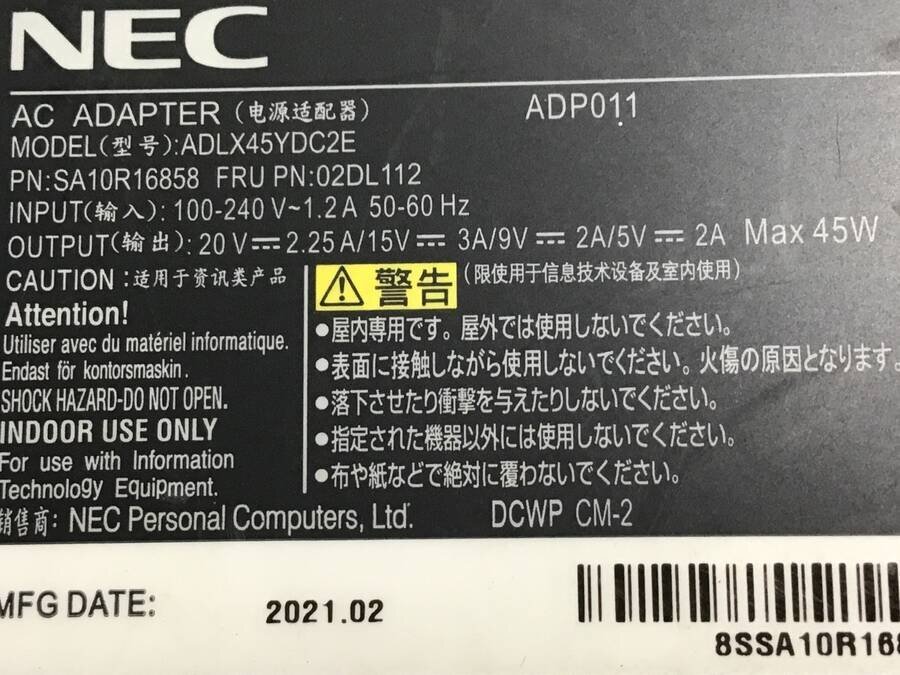 NEC
AC ADAPTER (电源适配器) ADP011
MODEL(型号):ADLX45YDC2E
PN:SA10R16858 FRU PN:02DL112
INPUT(输入): 100-240 V~1.2 A 50-60 Hz
OUTPUT(输出): 20 V⎓2.25 A/15V⎓3A/9V⎓2A/5V⎓2A Max 45W
CAUTION :适用于资讯类产品
Attention!
Utiliser avec du matériel informatique.
Endast för kontorsmaskin.
SHOCK HAZARD-DO NOT OPEN.
INDOOR USE ONLY
For use with Information
Technology Equipment.
⚠警告 (限使用于信息技术设备及室内使用)
●屋内専用です。屋外では使用しないでください。
●表面に接触しながら使用しないでください。火傷の原因となります。
●落下させたり衝撃を与えたりしないでください。
●指定された機器以外には使用しないでください。
●布や紙などで絶対に覆わないでください。
销售商: NEC Personal Computers, Ltd. DCWP CM-2
MFG DATE: 2021.02
8SSA10R168